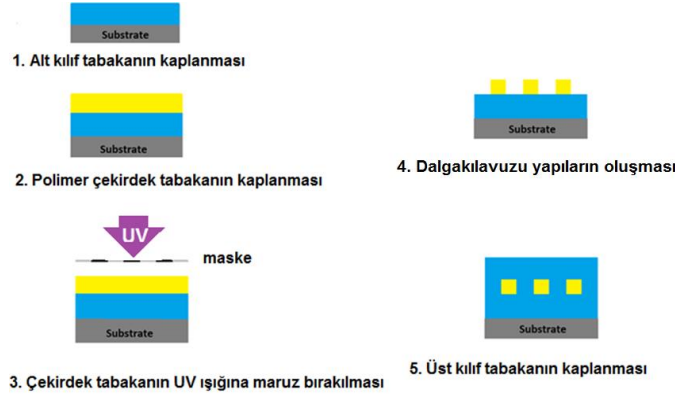 Substrate
1. Alt kılıf tabakanın kaplanması
Substrate
2. Polimer çekirdek tabakanın kaplanması
UV
maske
Substrate
3. Çekirdek tabakanın UV ışığına maruz bırakılması
Substrate
4. Dalgakılavuzu yapıların oluşması
Substrate
5. Üst kılıf tabakanın kaplanması